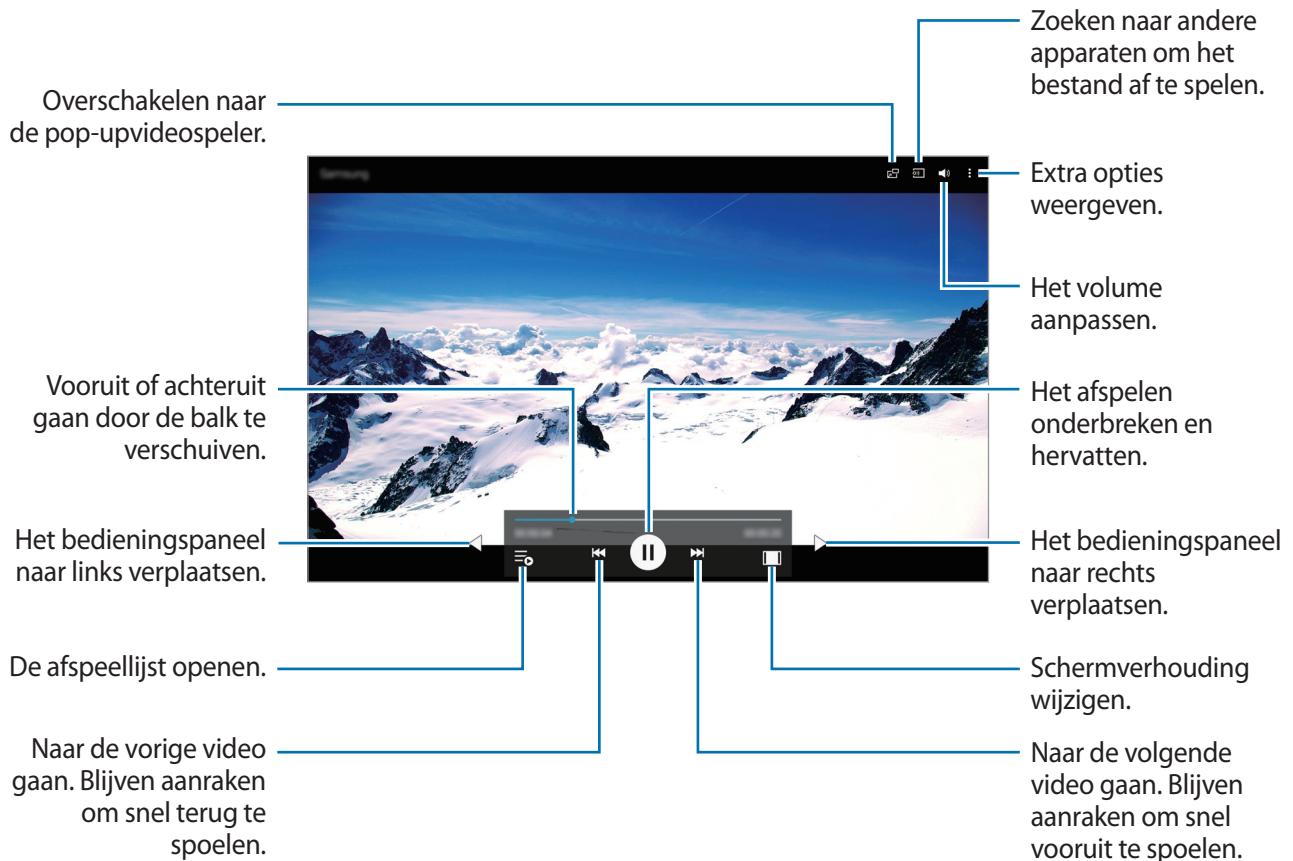 Zoeken naar andere
apparaten om het
bestand af te spelen.
Overschakelen naar
de pop-upvideospeler.
Samsung
Extra opties
weergeven.
Het volume
aanpassen.
Vooruit of achteruit
gaan door de balk te
verschuiven.
Het afspelen
onderbreken en
hervatten.
Het bedieningspaneel
naar links verplaatsen.
Het bedieningspaneel
naar rechts
verplaatsen.
De afspeellijst openen.
Schermverhouding
wijzigen.
Naar de vorige video
gaan. Blijven aanraken
om snel terug te
spoelen.
Naar de volgende
video gaan. Blijven
aanraken om snel
vooruit te spoelen.